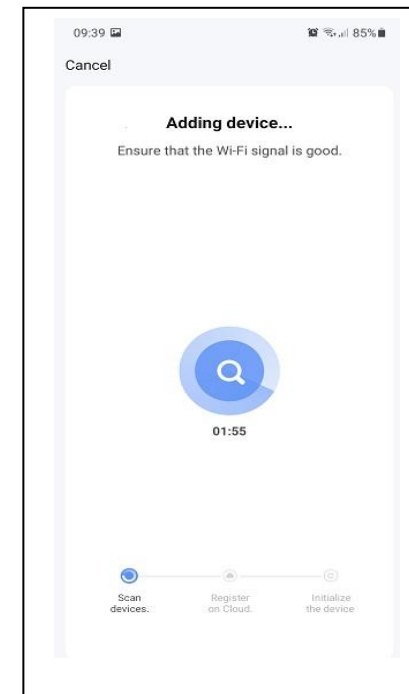 09:39 85%
Cancel
Adding device...
Ensure that the Wi-Fi signal is good.
01:55
Scan Register Initialize
devices. on Cloud. the device